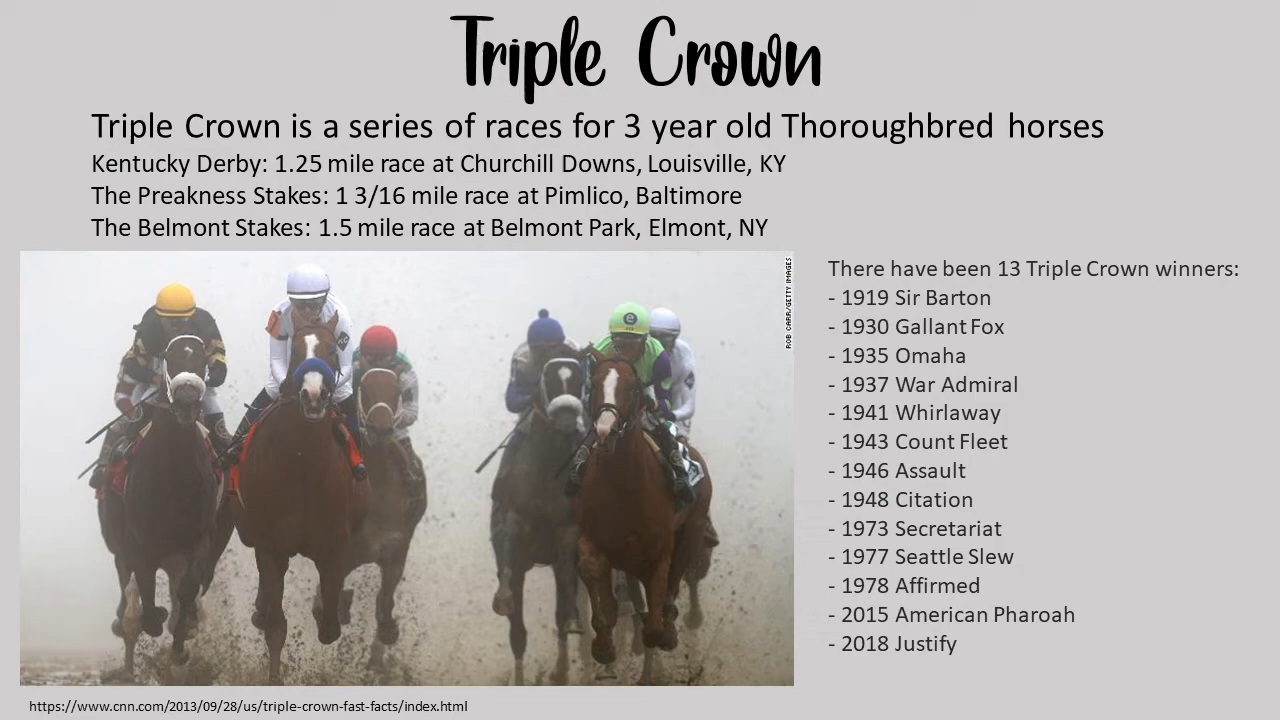 Triple Crown
Triple Crown is a series of races for 3 year old Thoroughbred horses
Kentucky Derby: 1.25 mile race at Churchill Downs, Louisville, KY
The Preakness Stakes: 1 3/16 mile race at Pimlico, Baltimore
The Belmont Stakes: 1.5 mile race at Belmont Park, Elmont, NY
ROB CARR/GETTY IMAGES
There have been 13 Triple Crown winners:
- 1919 Sir Barton
- 1930 Gallant Fox
- 1935 Omaha
- 1937 War Admiral
- 1941 Whirlaway
- 1943 Count Fleet
- 1946 Assault
- 1948 Citation
- 1973 Secretariat
- 1977 Seattle Slew
- 1978 Affirmed
- 2015 American Pharoah
- 2018 Justify
https://www.cnn.com/2013/09/28/us/triple-crown-fast-facts/index.html